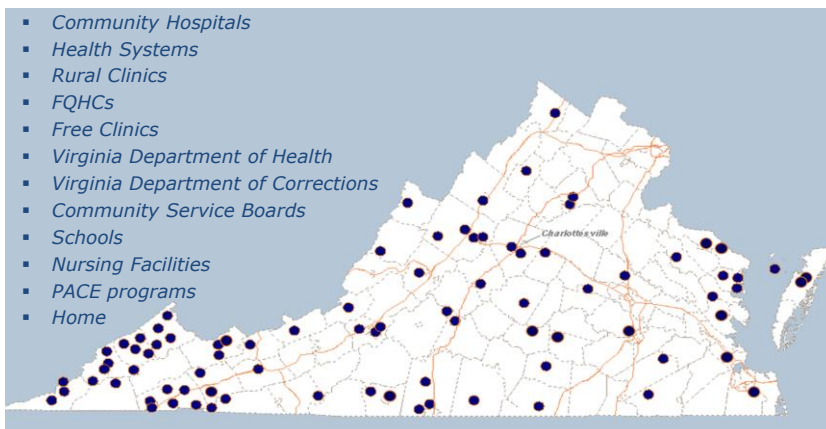 ▪ Community Hospitals
▪ Health Systems
▪ Rural Clinics
▪ FQHCs
▪ Free Clinics
▪ Virginia Department of Health
▪ Virginia Department of Corrections
▪ Community Service Boards
▪ Schools
▪ Nursing Facilities
▪ PACE programs
▪ Home
Charlottesville